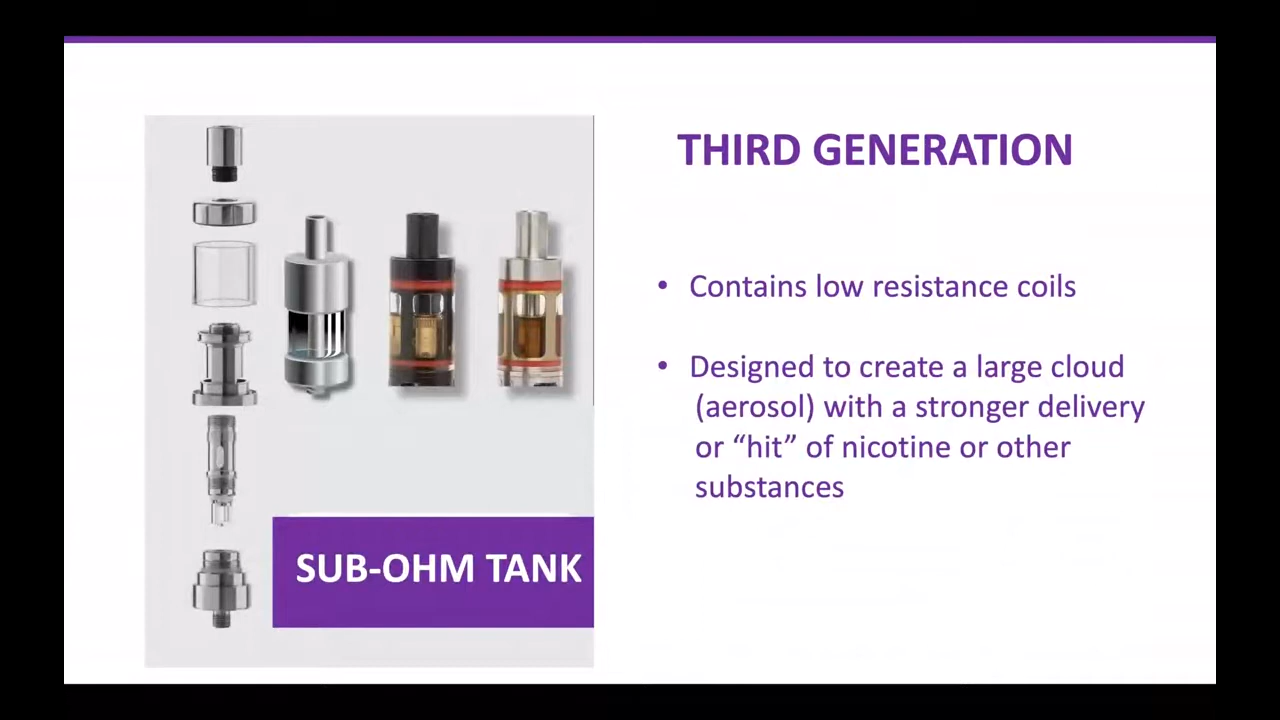 THIRD GENERATION
• Contains low resistance coils
• Designed to create a large cloud
(aerosol) with a stronger delivery
or “hit” of nicotine or other
substances
SUB-OHM TANK